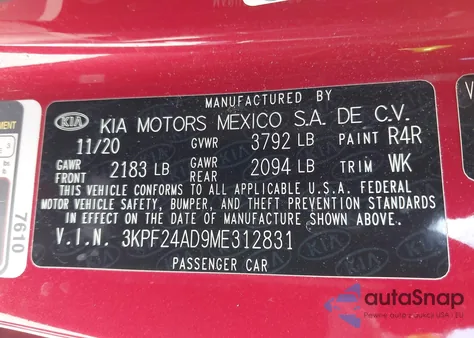 MANUFACTURED BY
KIA KIA MOTORS MEXICO S.A. DE C.V.
11/20 GVWR 3792 LB PAINT R4R
GAWR FRONT 2183 LB GAWR REAR 2094 LB TRIM WK
THIS VEHICLE CONFORMS TO ALL APPLICABLE U.S.A. FEDERAL
MOTOR VEHICLE SAFETY, BUMPER, AND THEFT PREVENTION STANDARDS
IN EFFECT ON THE DATE OF MANUFACTURE SHOWN ABOVE.
V.I.N. 3KPF24AD9ME312831
PASSENGER CAR
7610
autoSnap